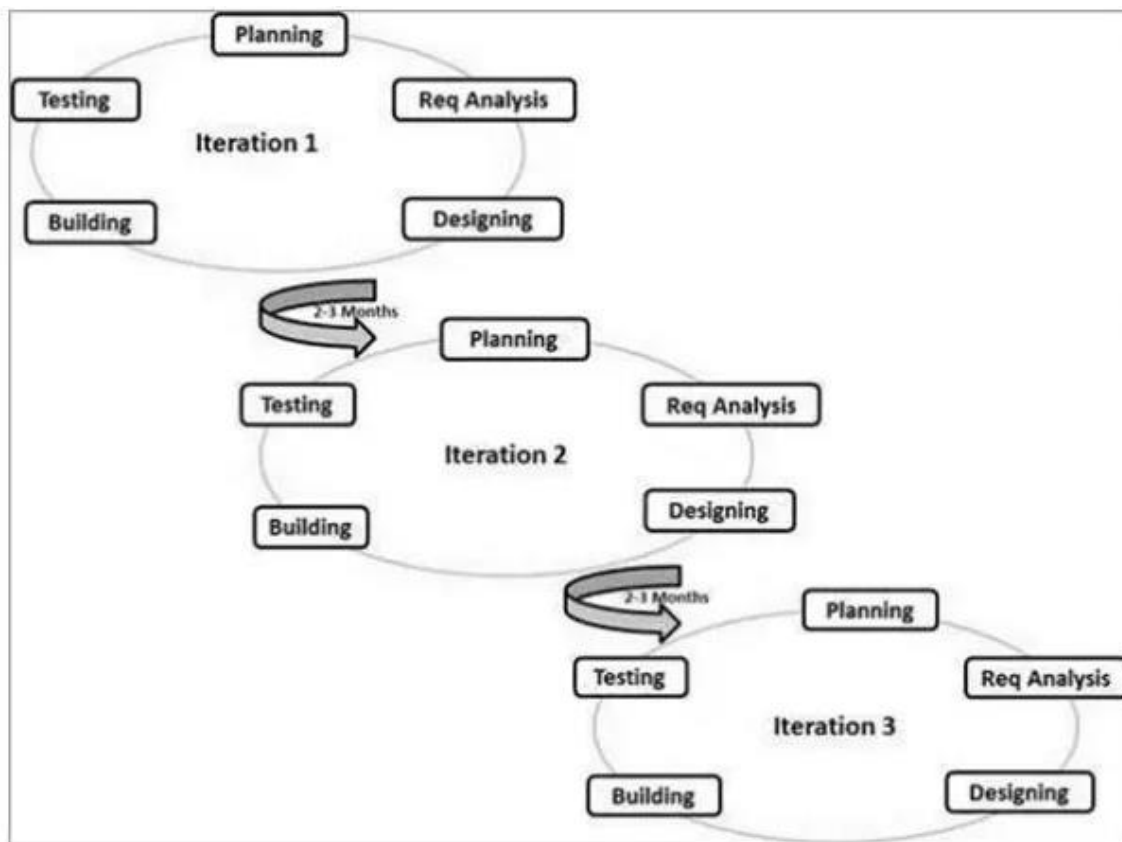 Planning
Testing
Req Analysis
Iteration 1
Building
Designing
2-3 Months
Planning
Testing
Req Analysis
Iteration 2
Building
Designing
2-3 Months
Planning
Testing
Req Analysis
Iteration 3
Building
Designing